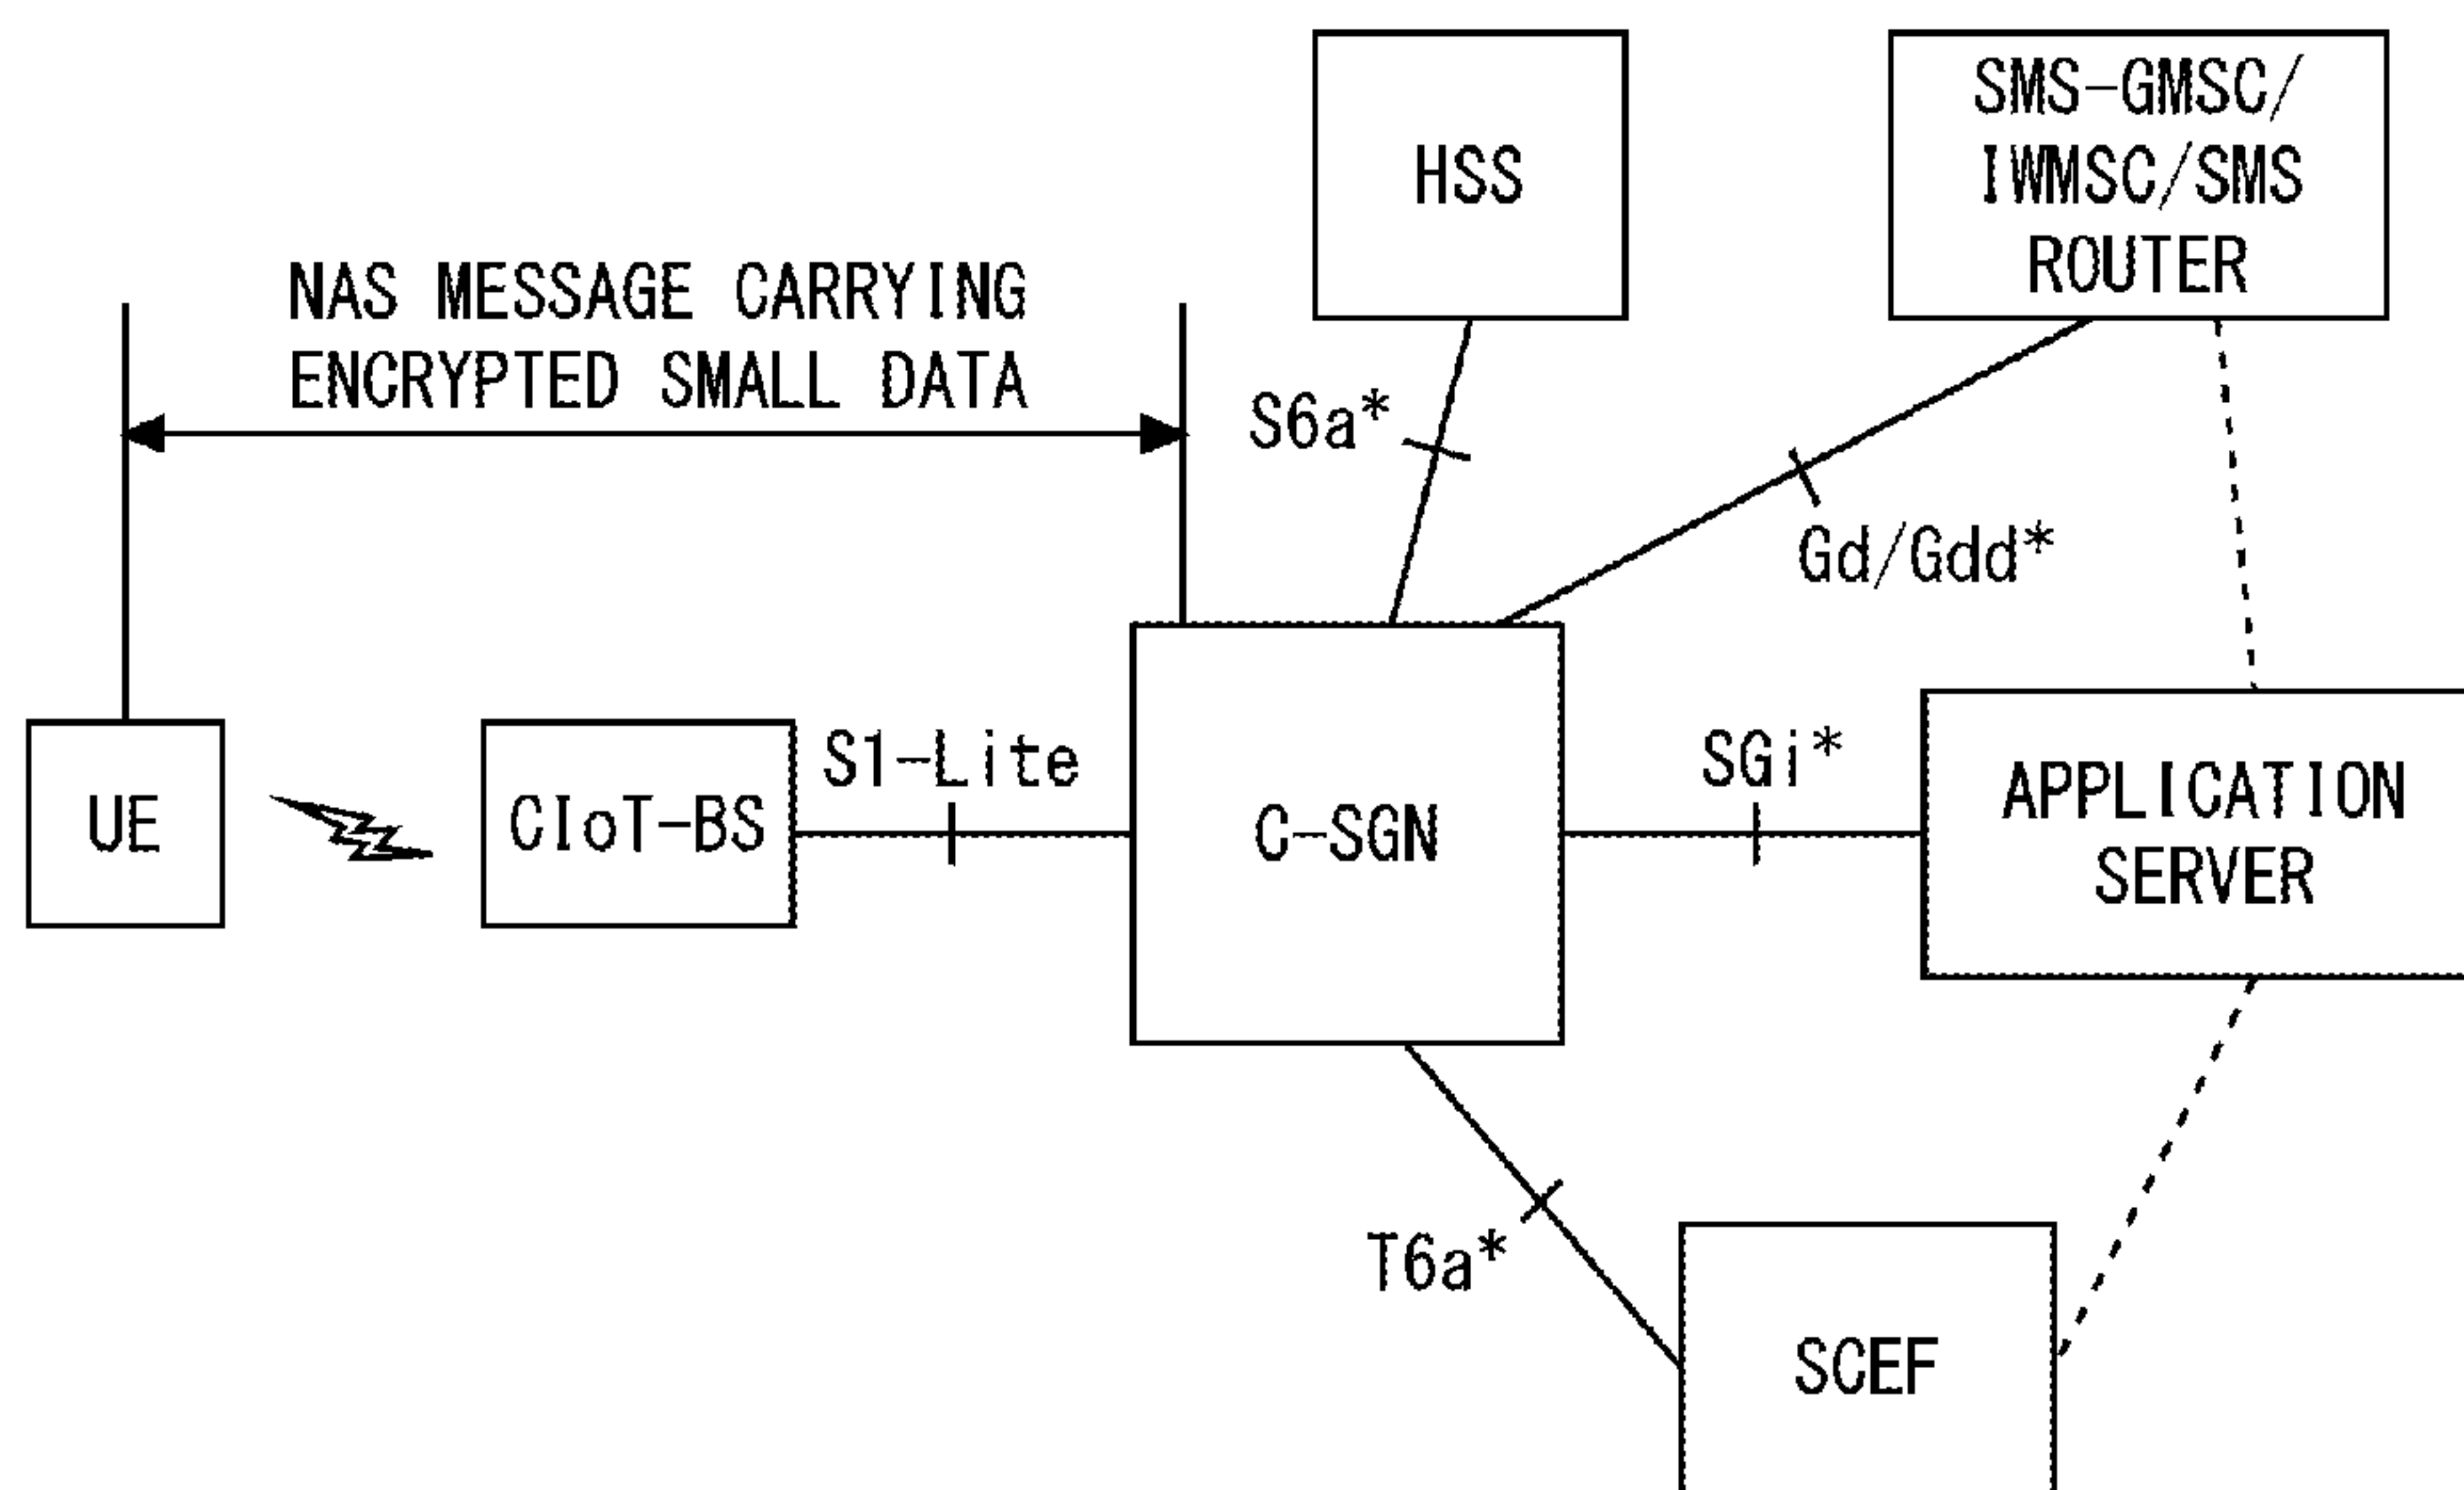 HSS
SMS-GMSC/
IWMSC/SMS
ROUTER
NAS MESSAGE CARRYING
ENCRYPTED SMALL DATA
S6a*
Gd/Gdd*
UE
CIoT-BS
S1-Lite
C-SGN
SGi*
APPLICATION
SERVER
T6a*
SCEF